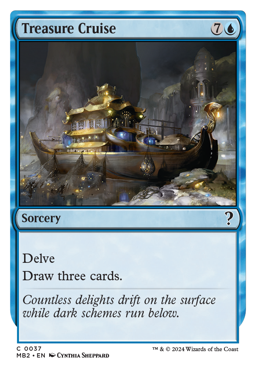 Treasure Cruise 7
Sorcery ?
Delve
Draw three cards.
Countless delights drift on the surface
while dark schemes run below.
C 0037
MB2 • EN Cynthia Sheppard
™ & © 2024 Wizards of the Coast